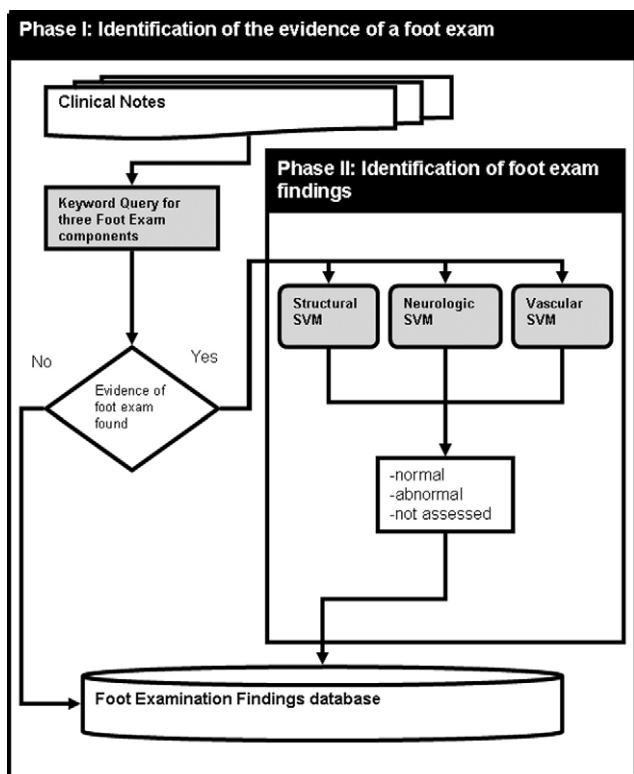 Phase I: Identification of the evidence of a foot exam
Clinical Notes
Keyword Query for
three Foot Exam
components
No
Yes
Evidence of
foot exam
found
Phase II: Identification of foot exam
findings
Structural
SVM
Neurologic
SVM
Vascular
SVM
-normal
-abnormal
-not assessed
Foot Examination Findings database